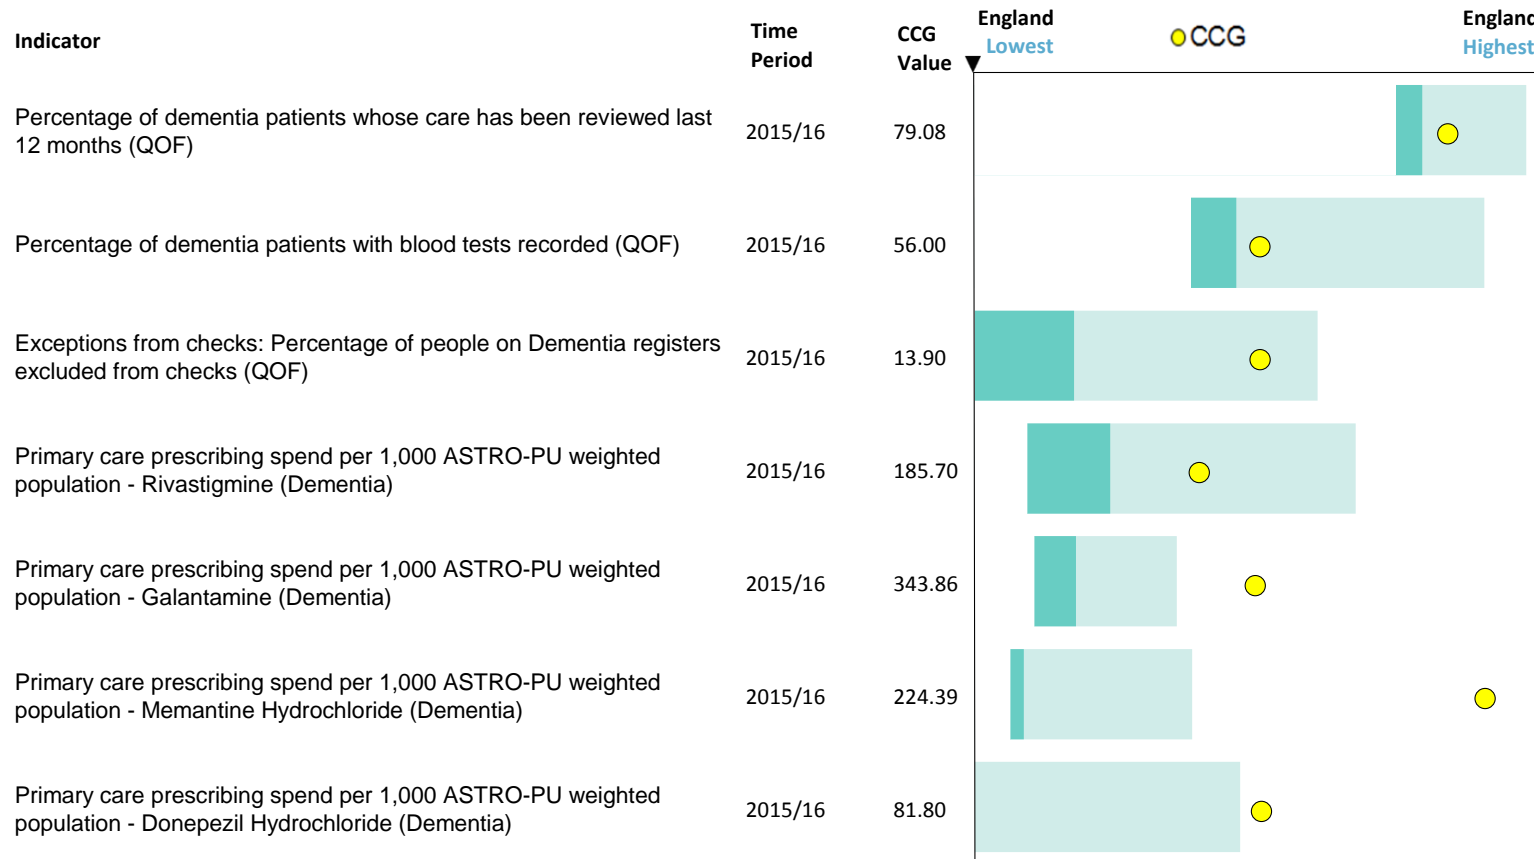 Indicator
Time
Period
CCG
Value
England
Lowest
CCG
England
Highest
Percentage of dementia patients whose care has been reviewed last
12 months (QOF)
2015/16
79.08
Percentage of dementia patients with blood tests recorded (QOF)
2015/16
56.00
Exceptions from checks: Percentage of people on Dementia registers
excluded from checks (QOF)
2015/16
13.90
Primary care prescribing spend per 1,000 ASTRO-PU weighted
population - Rivastigmine (Dementia)
2015/16
185.70
Primary care prescribing spend per 1,000 ASTRO-PU weighted
population - Galantamine (Dementia)
2015/16
343.86
Primary care prescribing spend per 1,000 ASTRO-PU weighted
population - Memantine Hydrochloride (Dementia)
2015/16
224.39
Primary care prescribing spend per 1,000 ASTRO-PU weighted
population - Donepezil Hydrochloride (Dementia)
2015/16
81.80